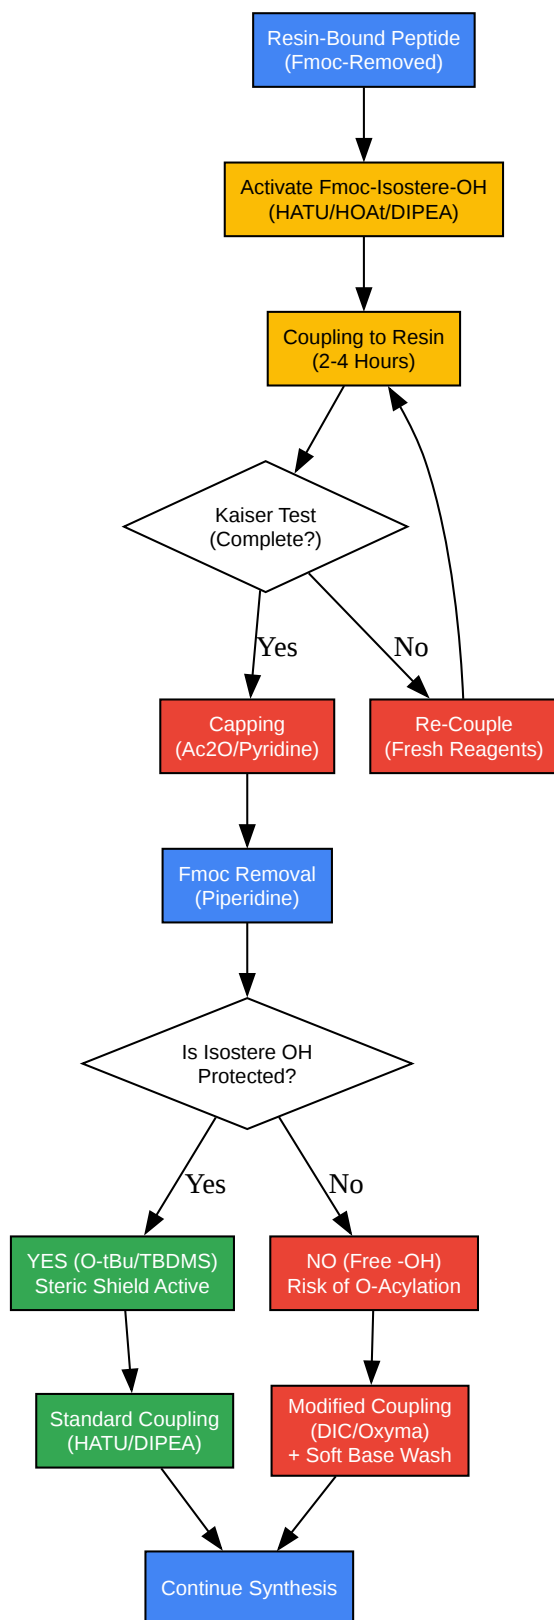 Resin-Bound Peptide
(Fmoc-Removed)
Activate Fmoc-Isostere-OH
(HATU/HOAt/DIPEA)
Coupling to Resin
(2-4 Hours)
Kaiser Test
(Complete?)
Yes
No
Capping
(Ac2O/Pyridine)
Re-Couple
(Fresh Reagents)
Fmoc Removal
(Piperidine)
Is Isostere OH
Protected?
Yes
No
YES (O-tBu/TBDMS)
Steric Shield Active
NO (Free -OH)
Risk of O-Acylation
Standard Coupling
(HATU/DIPEA)
Modified Coupling
(DIC/Oxyma)
+ Soft Base Wash
Continue Synthesis